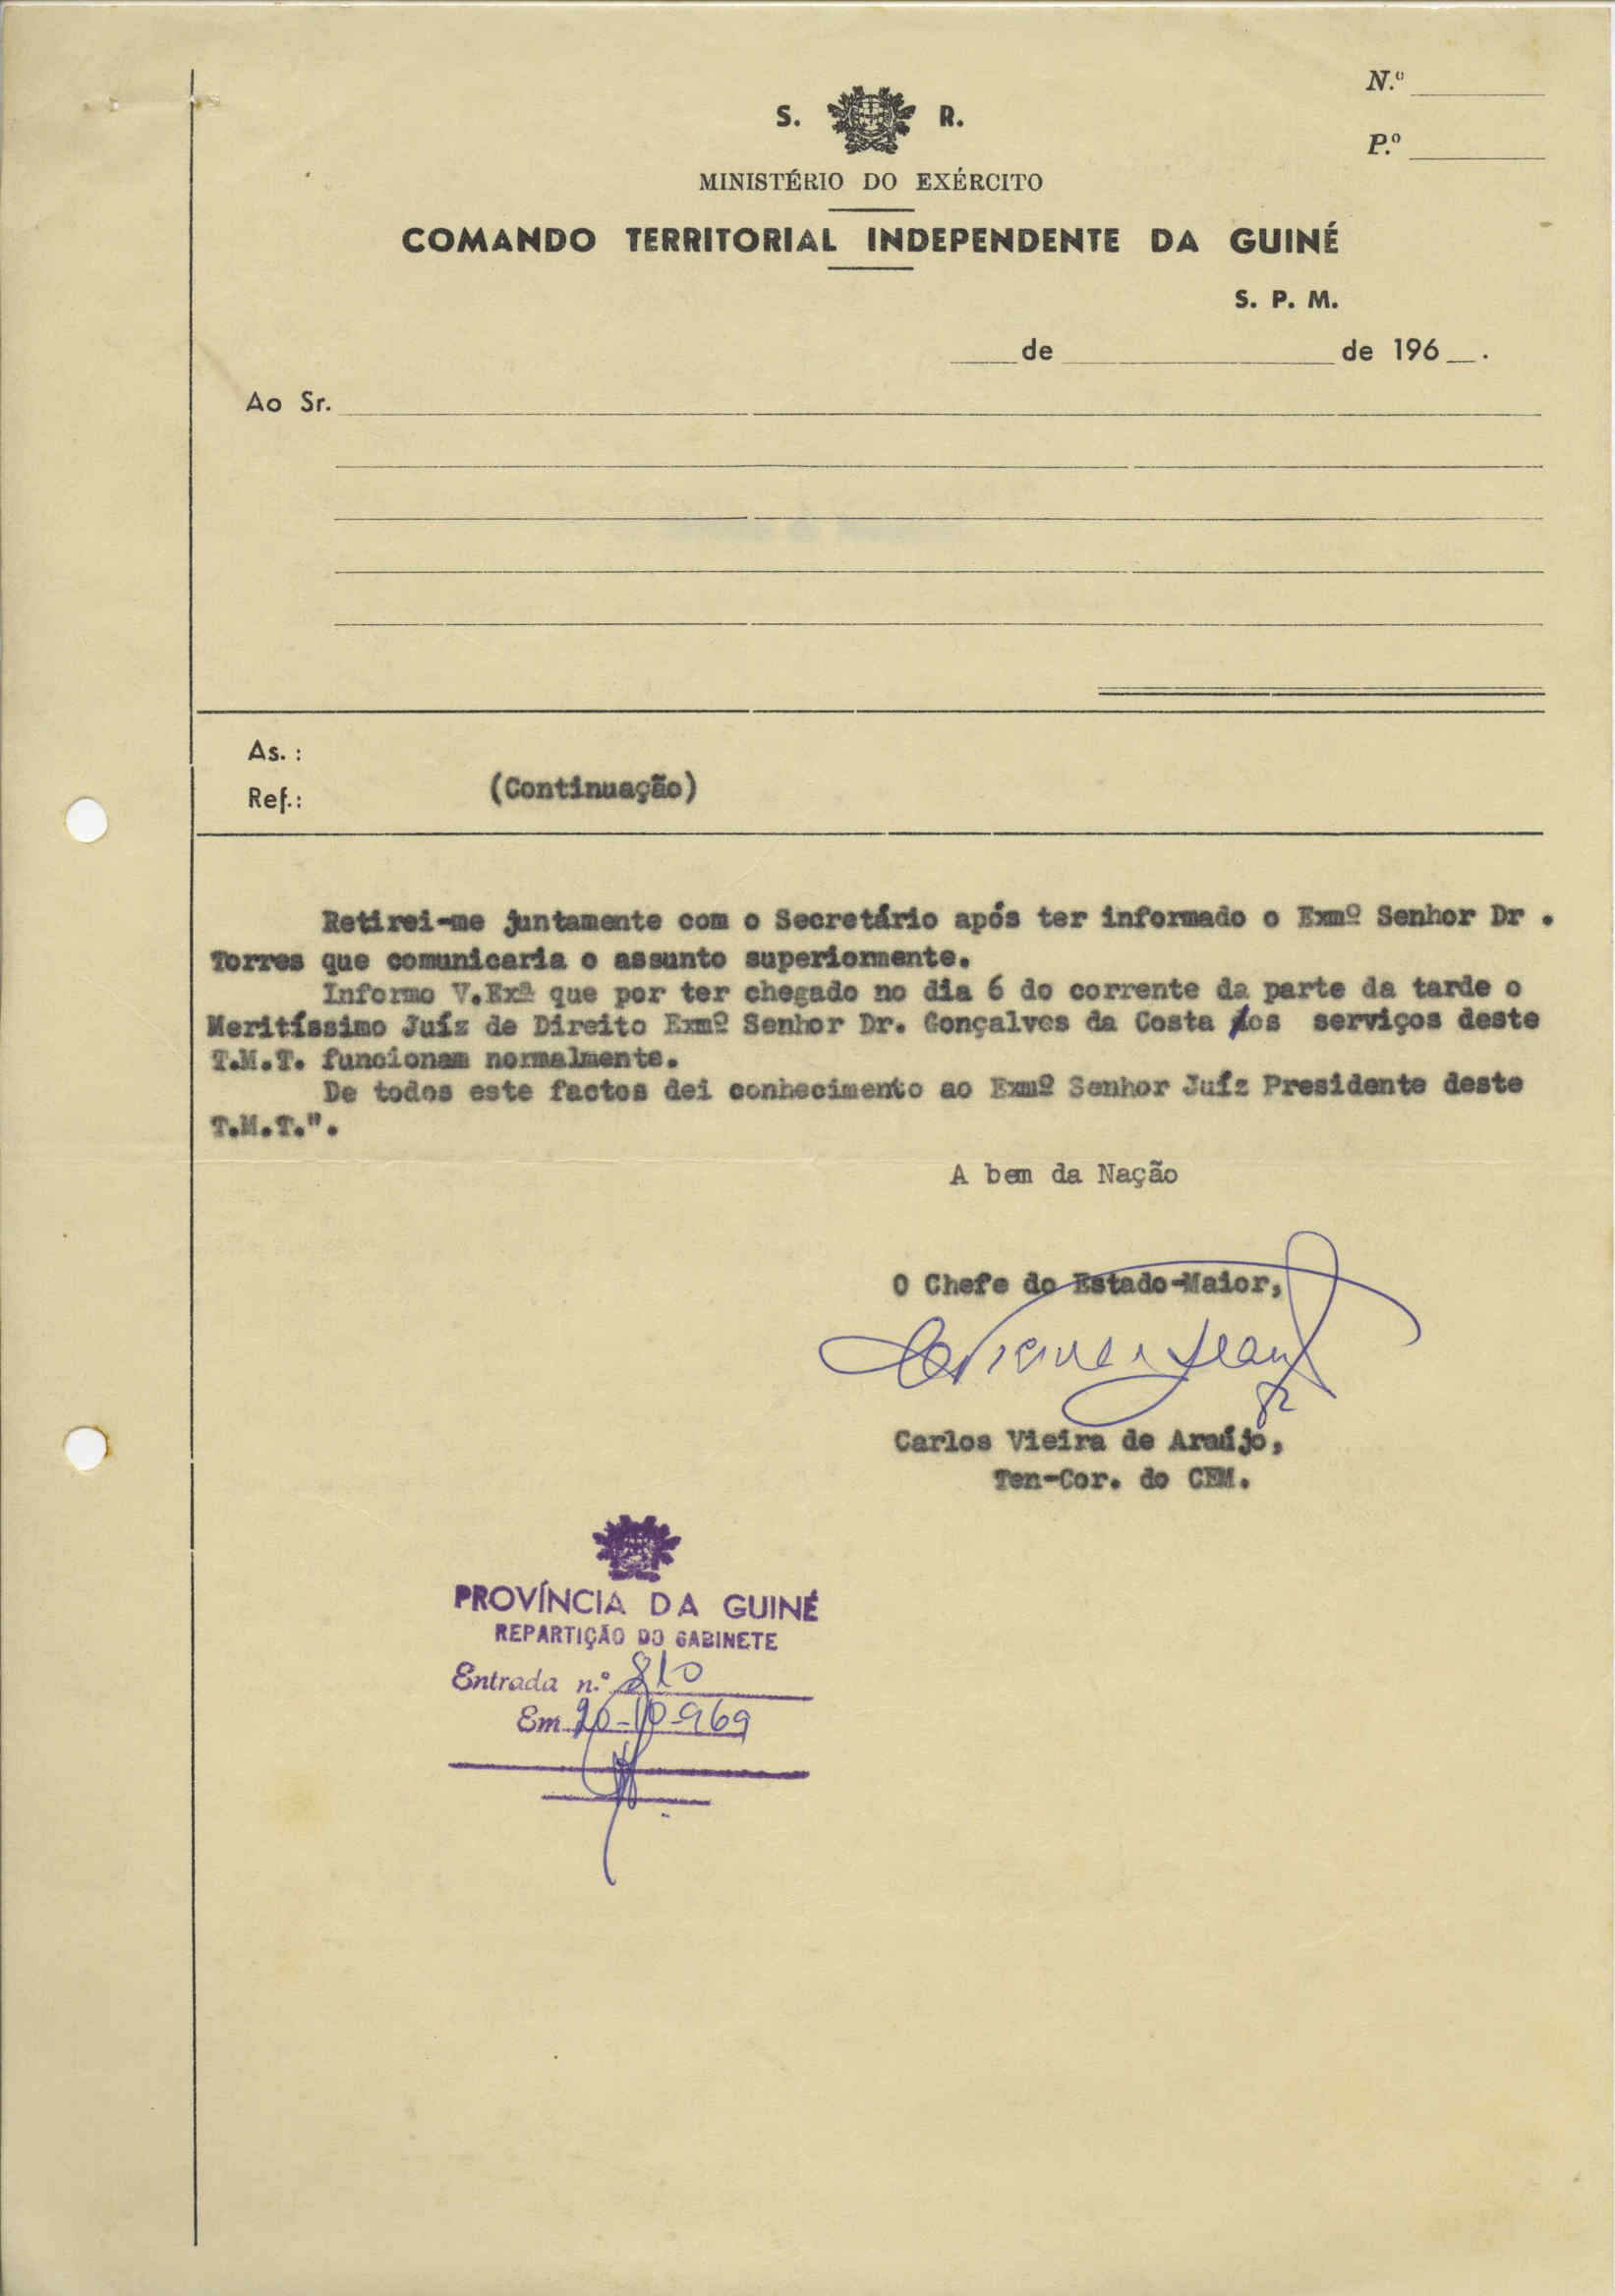 N.º
S. R.
P.º
MINISTÉRIO DO EXÉRCITO
COMANDO TERRITORIAL INDEPENDENTE DA GUINÉ
S. P. M.
de de 196 .
Ao Sr.
As. :
(Continuação)
Ref.:
Retirei-me juntamente com o Secretário após ter informado o Exmº Senhor Dr .
Torres que comunicaria o assunto superiormente.
Informo V.Exª que por ter chegado no dia 6 do corrente da parte da tarde o
Meritíssimo Juíz de Direito Exmº Senhor Dr. Gonçalves da Costa os serviços deste
T.M.T. funcionam normalmente.
De todos este factos dei conhecimento ao Exmº Senhor Juíz Presidente deste
T.M.T.".
A bem da Nação
O Chefe do Estado-Maior,
Carlos Vieira de Araújo,
Ten-Cor. do CEM.
PROVÍNCIA DA GUINÉ
REPARTIÇÃO DO GABINETE
Entrada n.º 810
Em 20-10-969